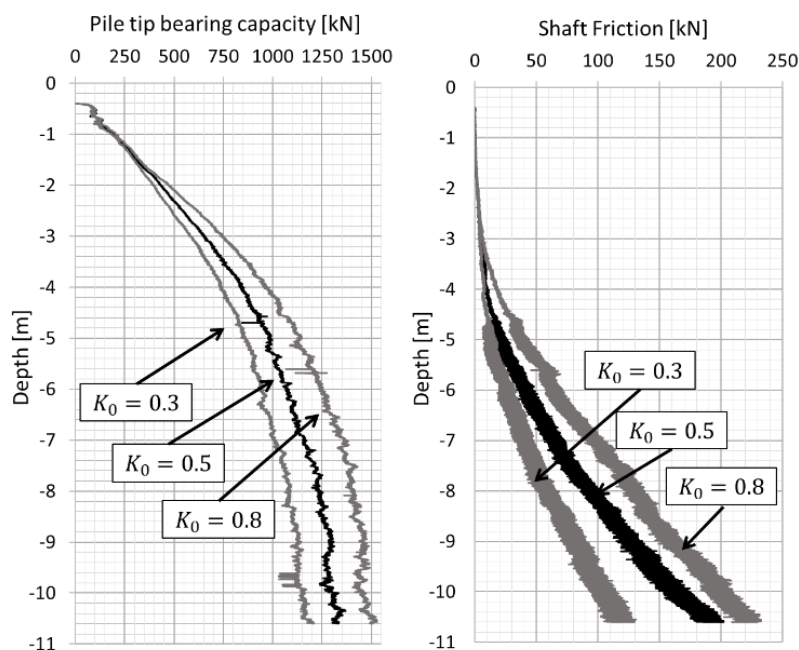 Pile tip bearing capacity [kN]
0 250 500 750 1000 1250 1500
0
-1
-2
-3
-4
-5
-6
-7
-8
-9
-10
-11
Depth [m]
K₀ = 0.3
K₀ = 0.5
K₀ = 0.8
Shaft Friction [kN]
0 50 100 150 200 250
0
-1
-2
-3
-4
-5
-6
-7
-8
-9
-10
-11
Depth [m]
K₀ = 0.3
K₀ = 0.5
K₀ = 0.8